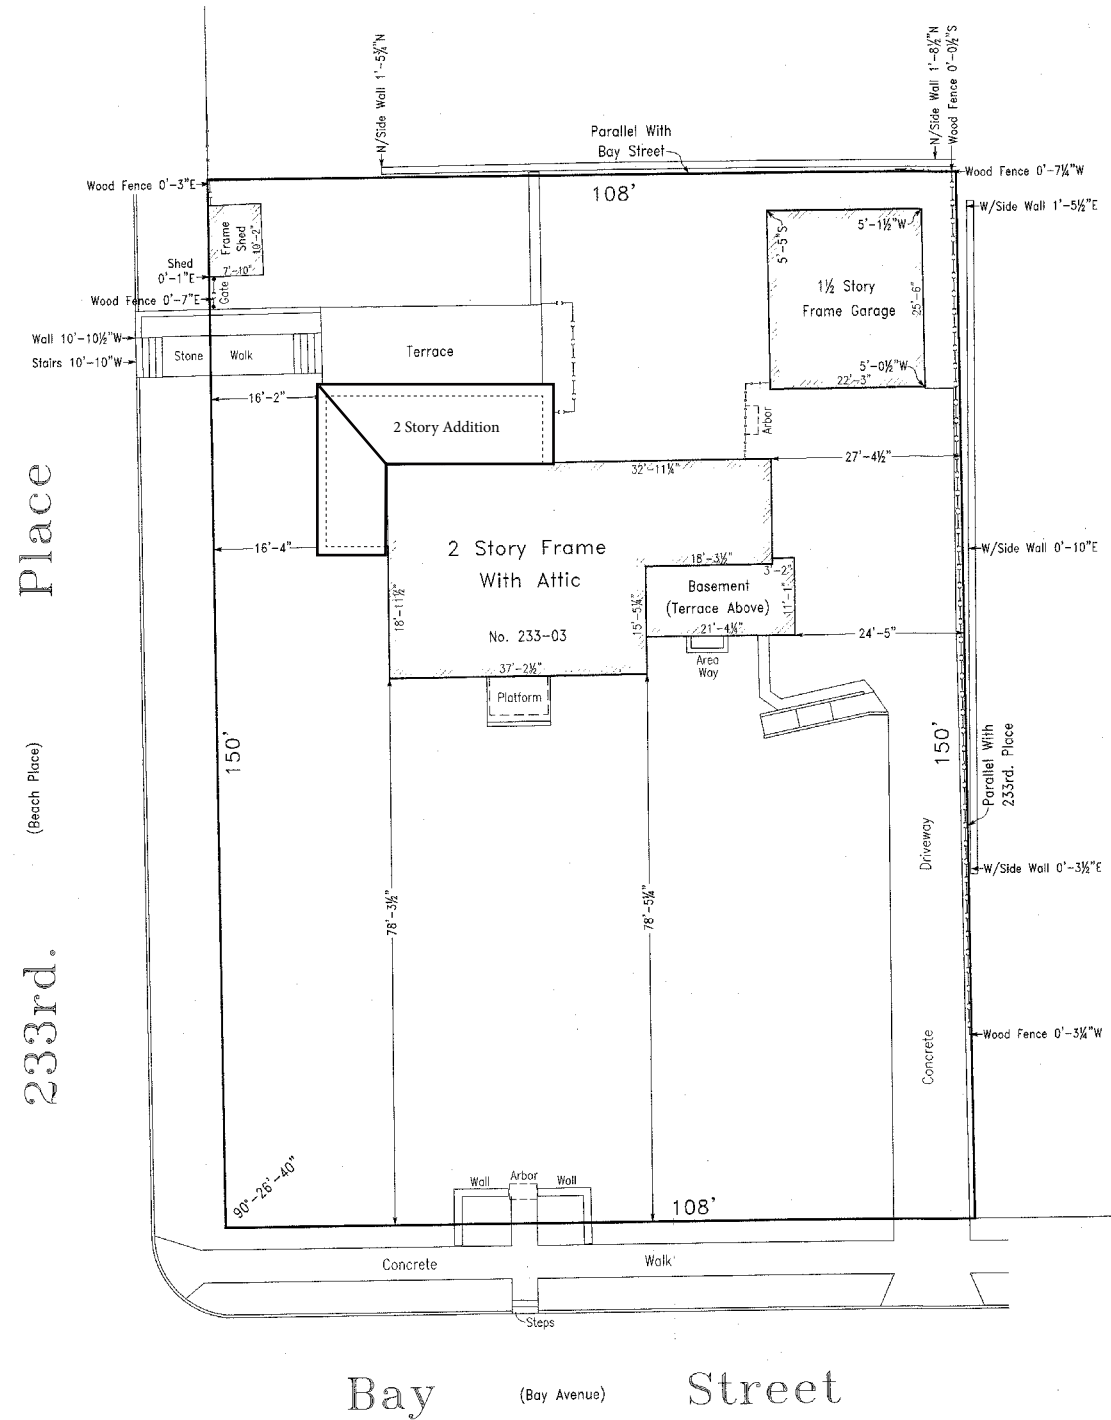 N/Side Wall 1'-5¾"N
N/Side Wall 1'-8½"N
Wood Fence 0'-0½"S
Parallel With
Bay Street
Wood Fence 0'-3"E
108'
Wood Fence 0'-7¼"W
W/Side Wall 1'-5½"E
Frame
Shed
10'-2"
7'-10"
5'-5"S
5'-1½"W
Shed
0'-1"E
Gate
Wood Fence 0'-7"E
1½ Story
Frame Garage
25'-6"
Wall 10'-10½"W
Stairs 10'-10"W
Stone Walk
Terrace
5'-0½"W
22'-3"
16'-2"
2 Story Addition
Arbor
32'-11¼"
27'-4½"
16'-4"
2 Story Frame
With Attic
18'-3½"
W/Side Wall 0'-10"E
3'-2"
Basement
(Terrace Above)
11'-1"
18'-11½"
15'-5¼"
No. 233-03
21'-4¼"
24'-5"
Area
Way
37'-2½"
Platform
150'
150'
Parallel With
233rd. Place
233rd. Place
(Beach Place)
Driveway
W/Side Wall 0'-3½"E
78'-3½"
78'-5¼"
Wood Fence 0'-3¼"W
Concrete
90°-26'-40"
Wall
Arbor
Wall
108'
Concrete Walk
Steps
Bay (Bay Avenue) Street